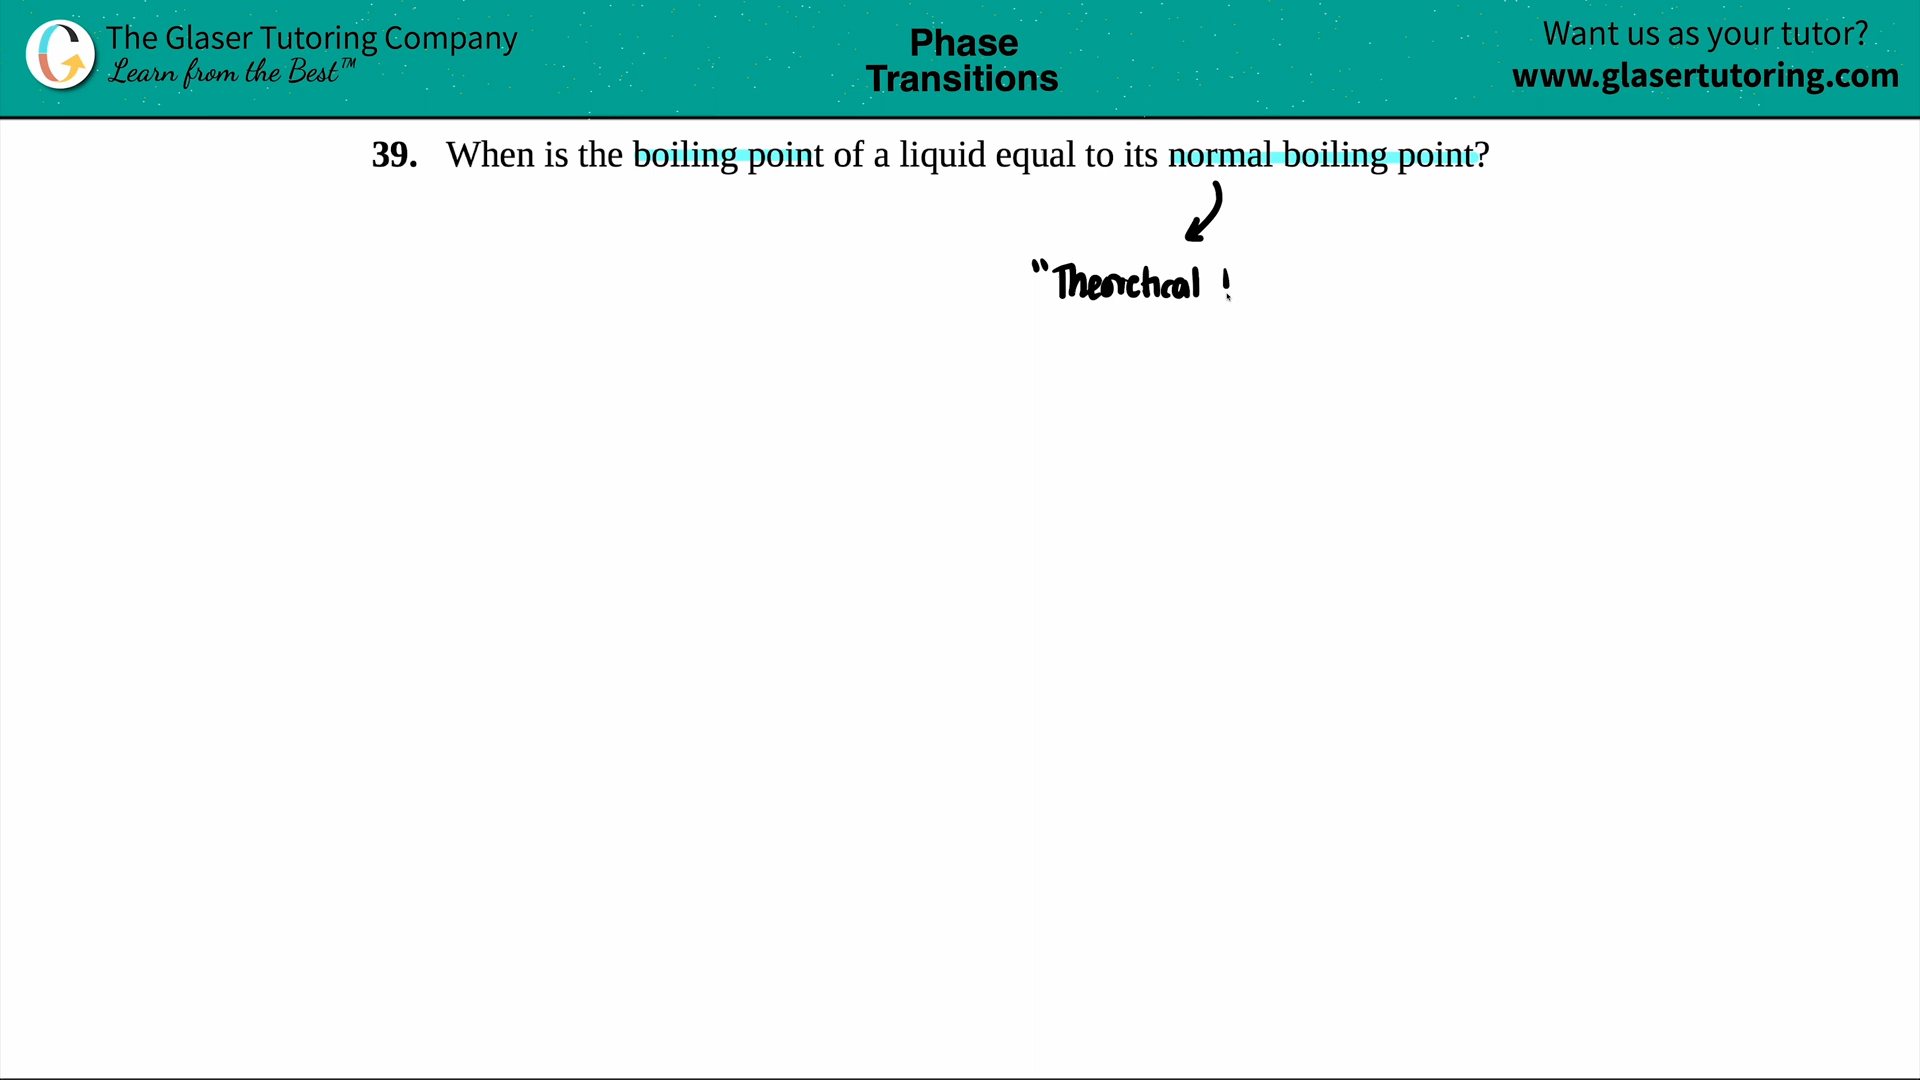 The Glaser Tutoring Company
Learn from the Best™
Phase
Transitions
Want us as your tutor?
www.glasertutoring.com
39. When is the boiling point of a liquid equal to its normal boiling point?
"Theoretical